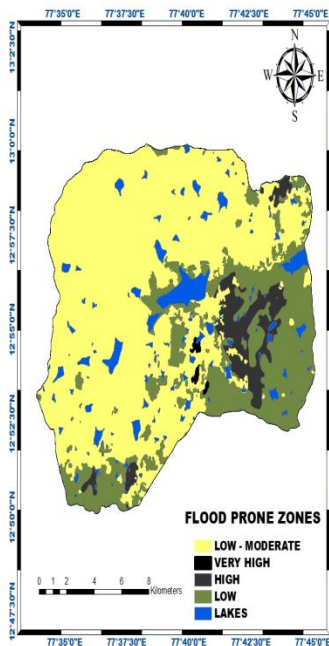 77°35'0"E 77°37'30"E 77°40'0"E 77°42'30"E 77°45'0"E
N
W E
S
13°2'30"N
13°0'0"N
12°57'30"N
12°55'0"N
12°52'30"N
12°50'0"N
12°47'30"N
FLOOD PRONE ZONES
LOW - MODERATE
VERY HIGH
HIGH
LOW
LAKES
0 1 2 4 6 8
Kilometers
77°35'0"E 77°37'30"E 77°40'0"E 77°42'30"E 77°45'0"E